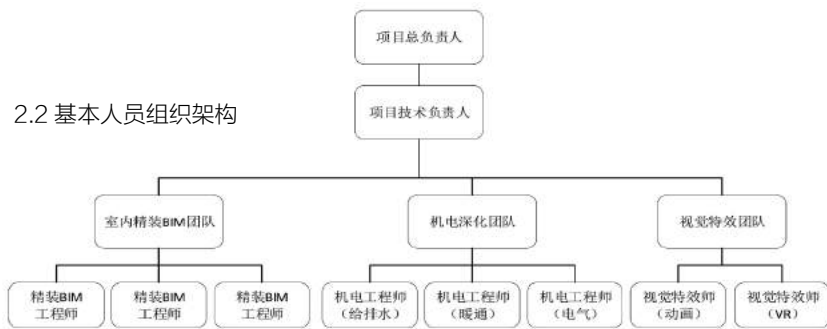 项目总负责人
2.2 基本人员组织架构
项目技术负责人
室内精装BIM团队
机电深化团队
视觉特效团队
精装BIM
工程师
精装BIM
工程师
精装BIM
工程师
机电工程师
（给排水）
机电工程师
（暖通）
机电工程师
（电气）
视觉特效师
（动画）
视觉特效师
（VR）